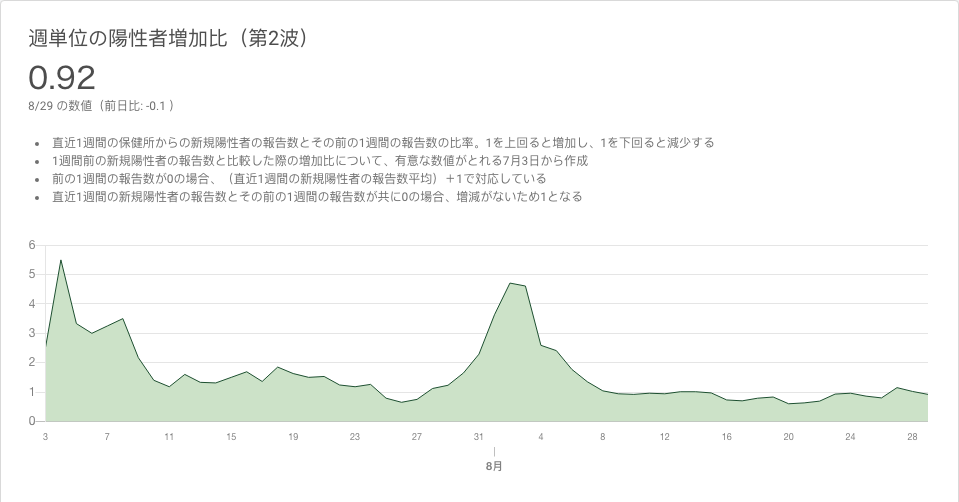 週単位の陽性者増加比（第2波）
0.92
8/29 の数値（前日比: -0.1 ）
• 直近1週間の保健所からの新規陽性者の報告数とその前の1週間の報告数の比率。1を上回ると増加し、1を下回ると減少する
• 1週間前の新規陽性者の報告数と比較した際の増加比について、有意な数値がとれる7月3日から作成
• 前の1週間の報告数が0の場合、（直近1週間の新規陽性者の報告数平均）＋1で対応している
• 直近1週間の新規陽性者の報告数とその前の1週間の報告数が共に0の場合、増減がないため1となる
6
5
4
3
2
1
0
3 7 11 15 19 23 27 31 4 8 12 16 20 24 28
8月